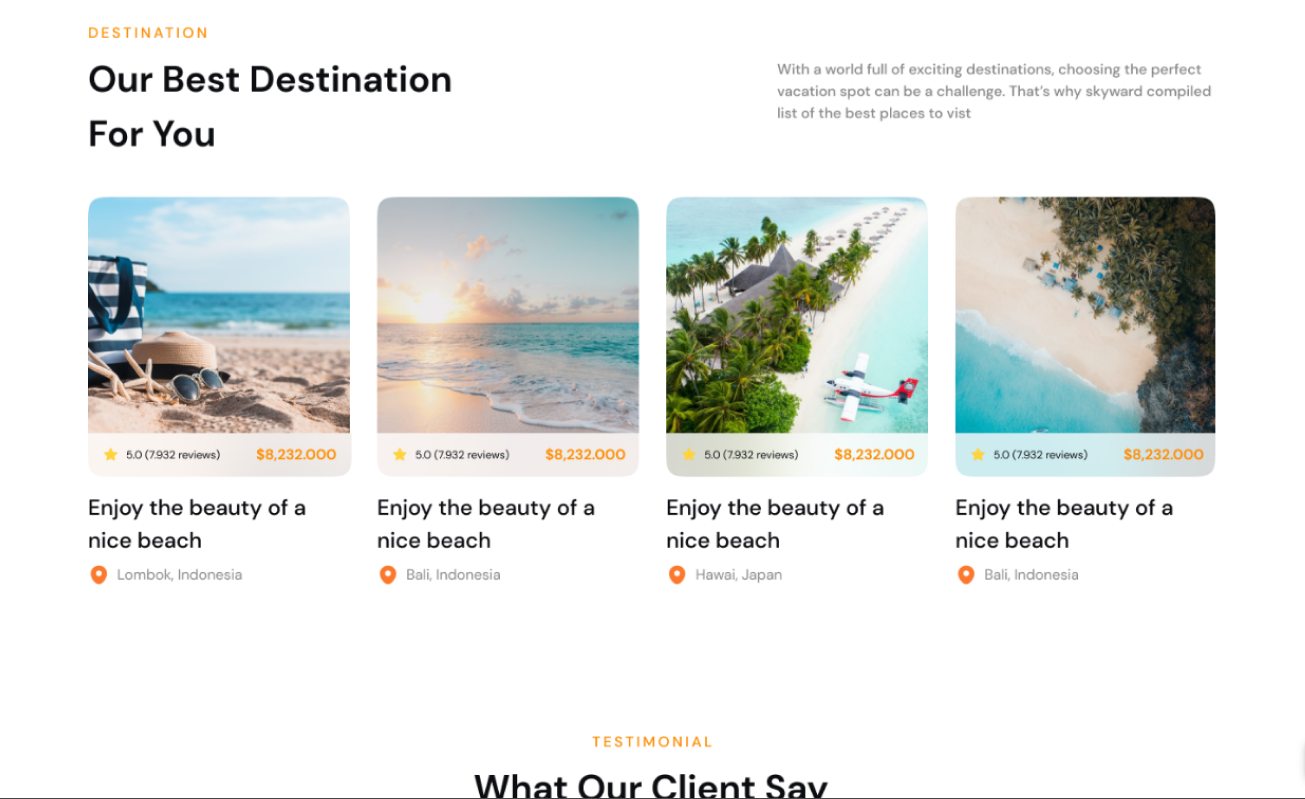 DESTINATION
Our Best Destination
For You
With a world full of exciting destinations, choosing the perfect
vacation spot can be a challenge. That's why skyward compiled
list of the best places to vist
5.0 (7.932 reviews) $8,232.000
Enjoy the beauty of a
nice beach
Lombok, Indonesia
5.0 (7.932 reviews) $8,232.000
Enjoy the beauty of a
nice beach
Bali, Indonesia
5.0 (7.932 reviews) $8,232.000
Enjoy the beauty of a
nice beach
Hawai, Japan
5.0 (7.932 reviews) $8,232.000
Enjoy the beauty of a
nice beach
Bali, Indonesia
TESTIMONIAL
What Our Client Say